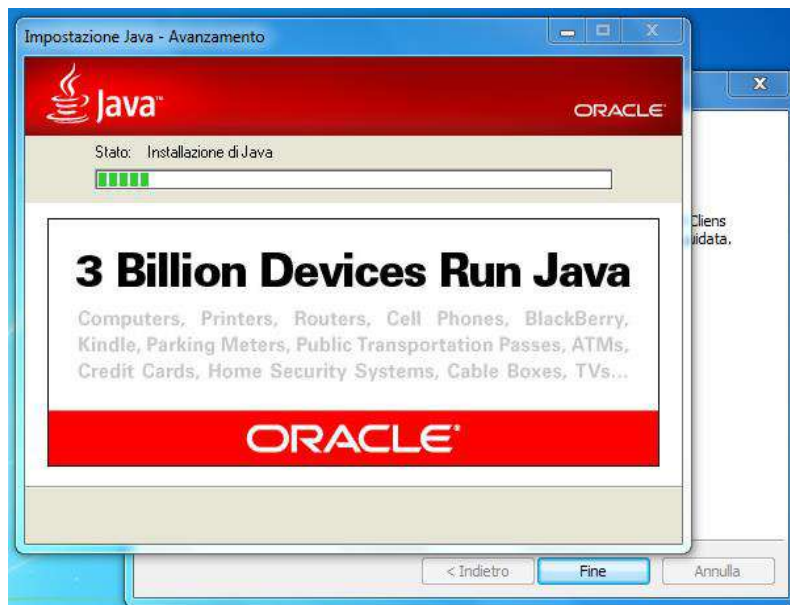 Impostazione Java - Avanzamento
Java™
ORACLE®
Stato: Installazione di Java
Cliens
uidata.
3 Billion Devices Run Java
Computers, Printers, Routers, Cell Phones, BlackBerry,
Kindle, Parking Meters, Public Transportation Passes, ATMs,
Credit Cards, Home Security Systems, Cable Boxes, TVs...
ORACLE®
< Indietro
Fine
Annulla